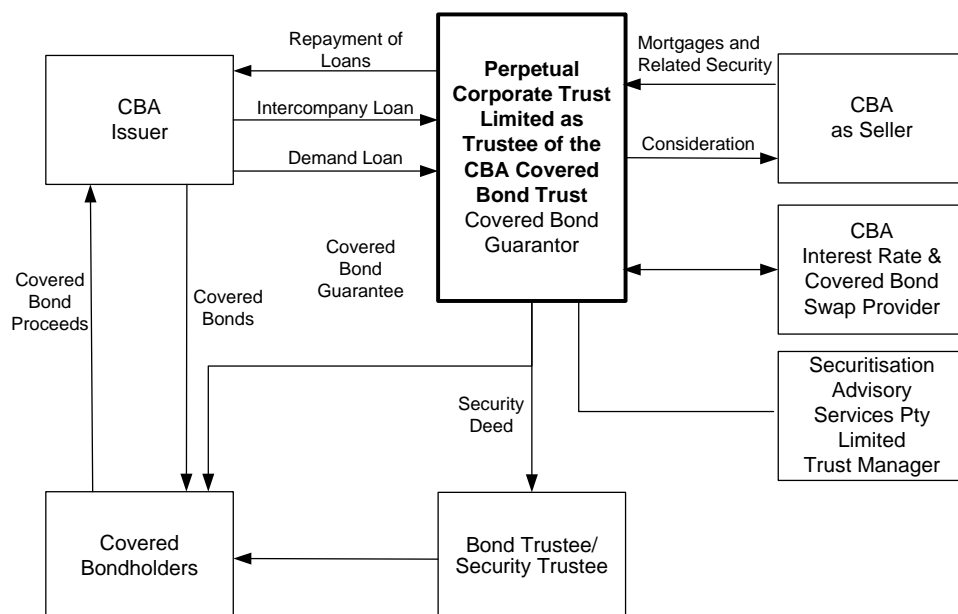 Repayment of
Loans
Intercompany Loan
Demand Loan
CBA
Issuer
Perpetual
Corporate Trust
Limited as
Trustee of the
CBA Covered
Bond Trust
Covered Bond
Guarantor
Mortgages and
Related Security
Consideration
CBA
as Seller
CBA
Interest Rate &
Covered Bond
Swap Provider
Securitisation
Advisory
Services Pty
Limited
Trust Manager
Covered
Bond
Proceeds
Covered
Bonds
Covered
Bond
Guarantee
Security
Deed
Covered
Bondholders
Bond Trustee/
Security Trustee